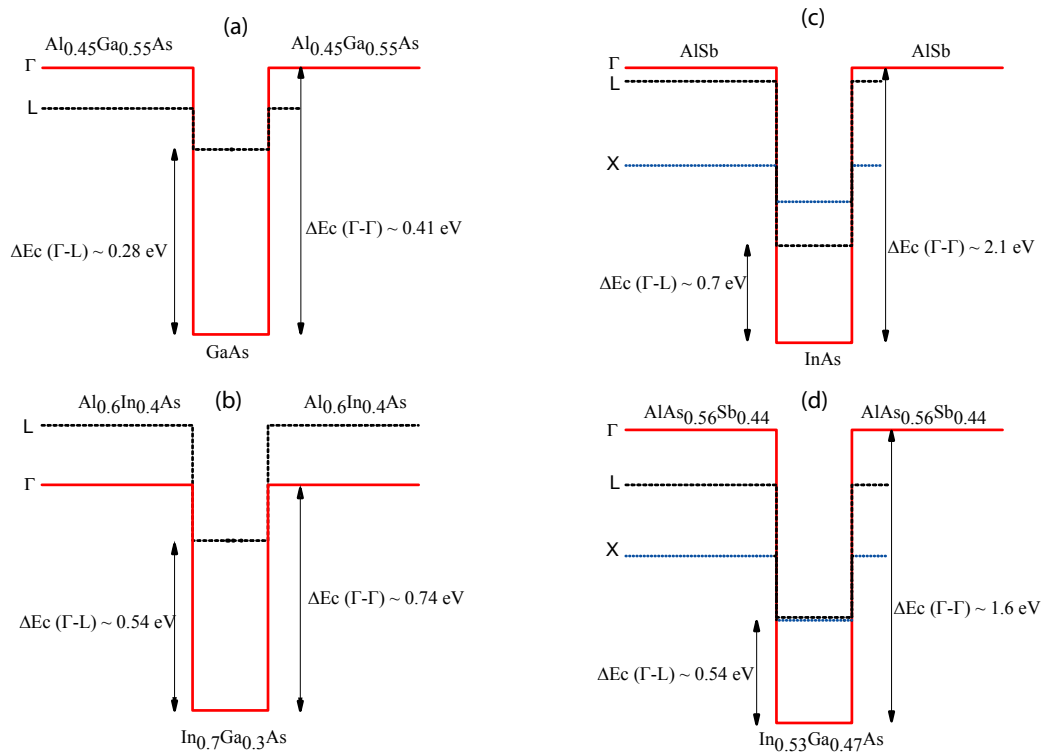 (a)
Al0.45Ga0.55As
Al0.45Ga0.55As
Γ
L
ΔEc (Γ-L) ~ 0.28 eV
ΔEc (Γ-Γ) ~ 0.41 eV
GaAs
(c)
AlSb
AlSb
Γ
L
X
ΔEc (Γ-L) ~ 0.7 eV
ΔEc (Γ-Γ) ~ 2.1 eV
InAs
(b)
Al0.6In0.4As
Al0.6In0.4As
L
Γ
ΔEc (Γ-L) ~ 0.54 eV
ΔEc (Γ-Γ) ~ 0.74 eV
In0.7Ga0.3As
(d)
AlAs0.56Sb0.44
AlAs0.56Sb0.44
Γ
L
X
ΔEc (Γ-L) ~ 0.54 eV
ΔEc (Γ-Γ) ~ 1.6 eV
In0.53Ga0.47As